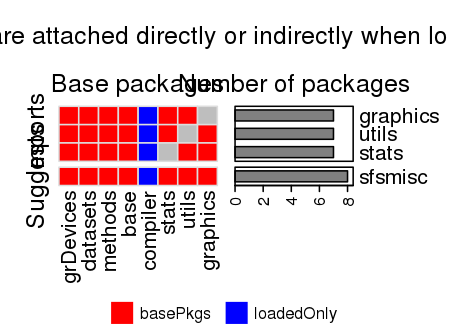 are attached directly or indirectly when lo
Base packages
Number of packages
graphics
utils
stats
sfsmisc
0 2 4 6 8
grDevices
datasets
methods
base
compiler
stats
utils
graphics
basePkgs
loadedOnly